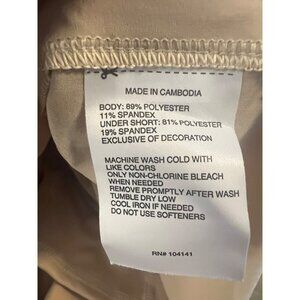 MADE IN CAMBODIA
BODY: 89% POLYESTER
11% SPANDEX
UNDER SHORT: 81% POLYESTER
19% SPANDEX
EXCLUSIVE OF DECORATION
MACHINE WASH COLD WITH
LIKE COLORS
ONLY NON-CHLORINE BLEACH
WHEN NEEDED
REMOVE PROMPTLY AFTER WASH
TUMBLE DRY LOW
COOL IRON IF NEEDED
DO NOT USE SOFTENERS
RN# 104141